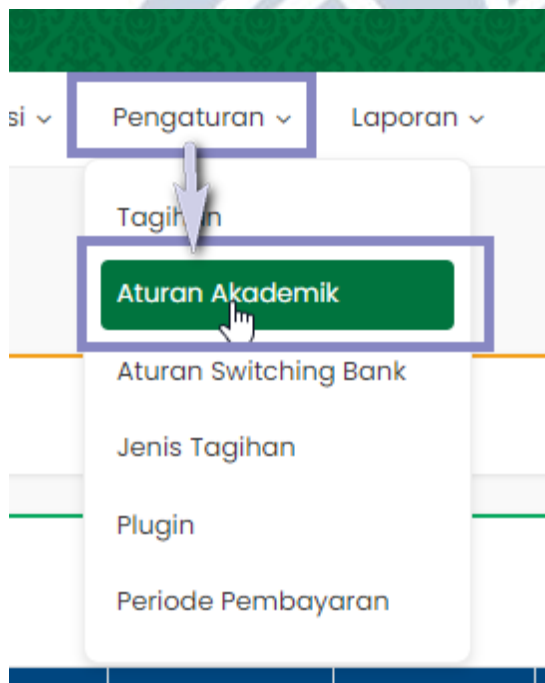 si Pengaturan Laporan
Tagihan
Aturan Akademik
Aturan Switching Bank
Jenis Tagihan
Plugin
Periode Pembayaran